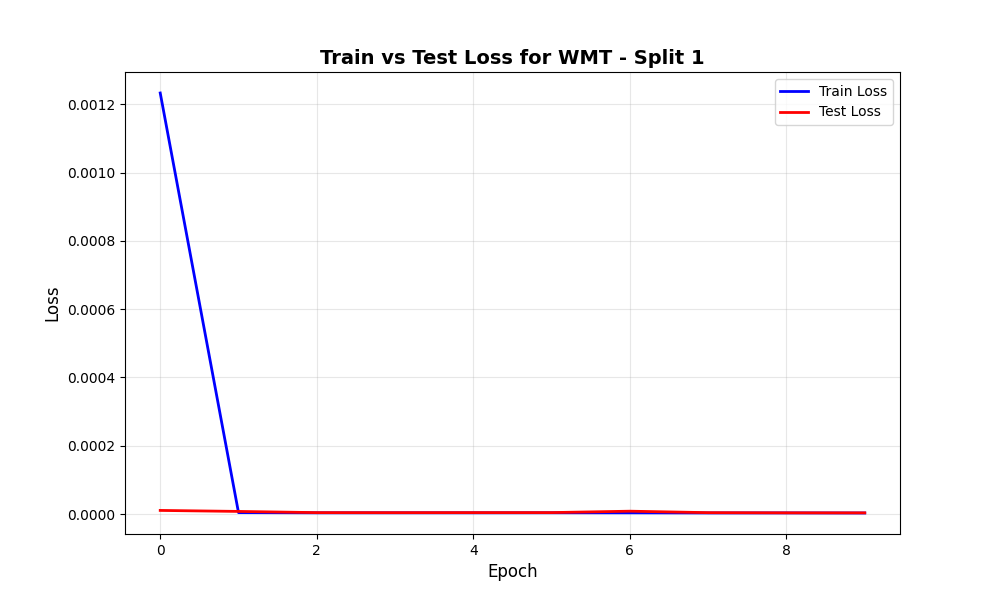 Train vs Test Loss for WMT - Split 1
Train Loss
Test Loss
0.0012
0.0010
0.0008
0.0006
0.0004
0.0002
0.0000
Loss
0 2 4 6 8
Epoch